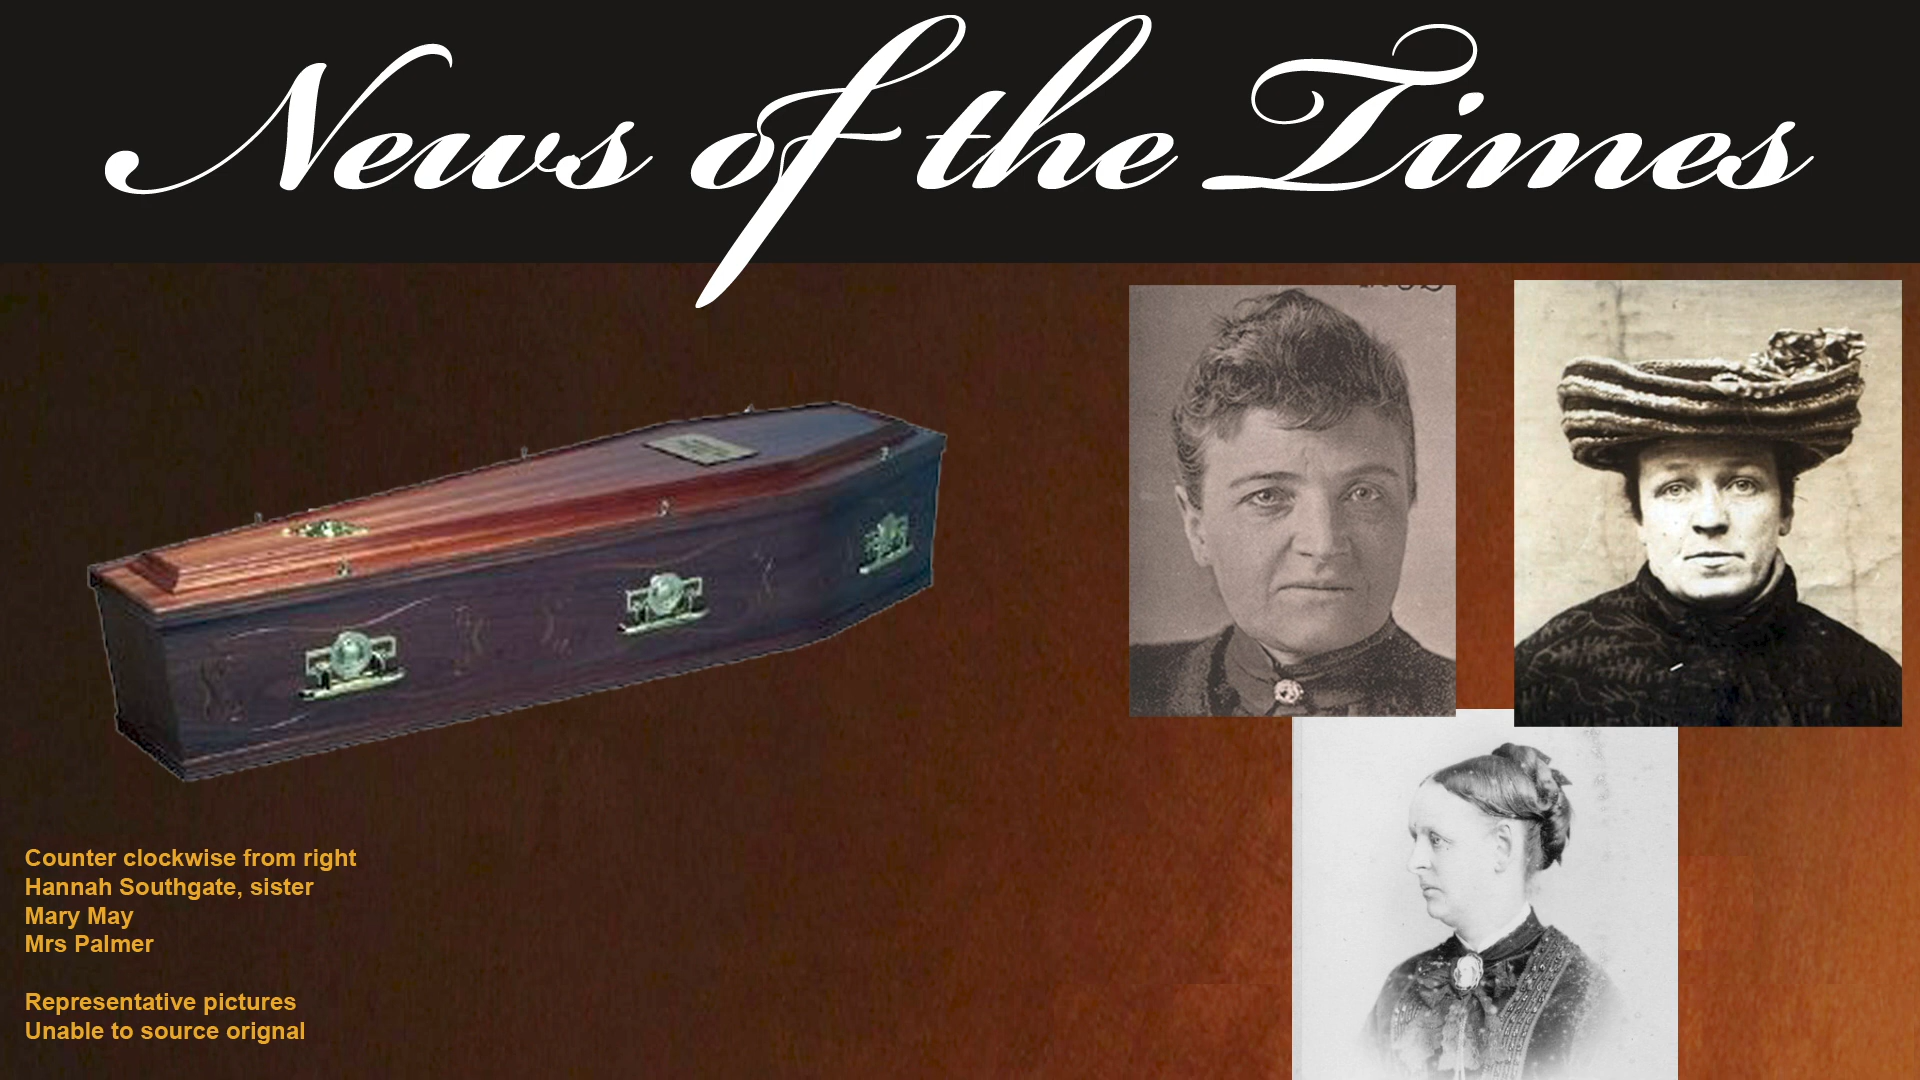 News of the Times
Counter clockwise from right
Hannah Southgate, sister
Mary May
Mrs Palmer
Representative pictures
Unable to source orignal